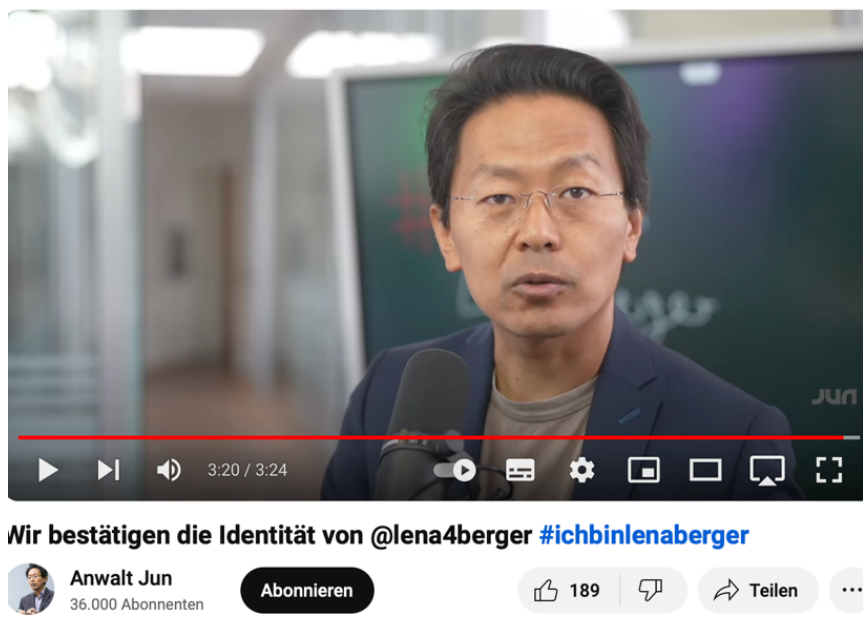 JUN
3:20 / 3:24
Wir bestätigen die Identität von @lena4berger #ichbinlenaberger
Anwalt Jun
36.000 Abonnenten
Abonnieren
189
Teilen